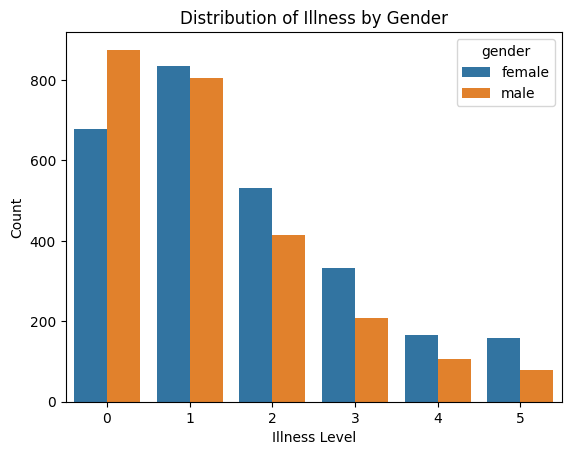 Distribution of Illness by Gender
gender
female
male
Count
800
600
400
200
0
0 1 2 3 4 5
Illness Level